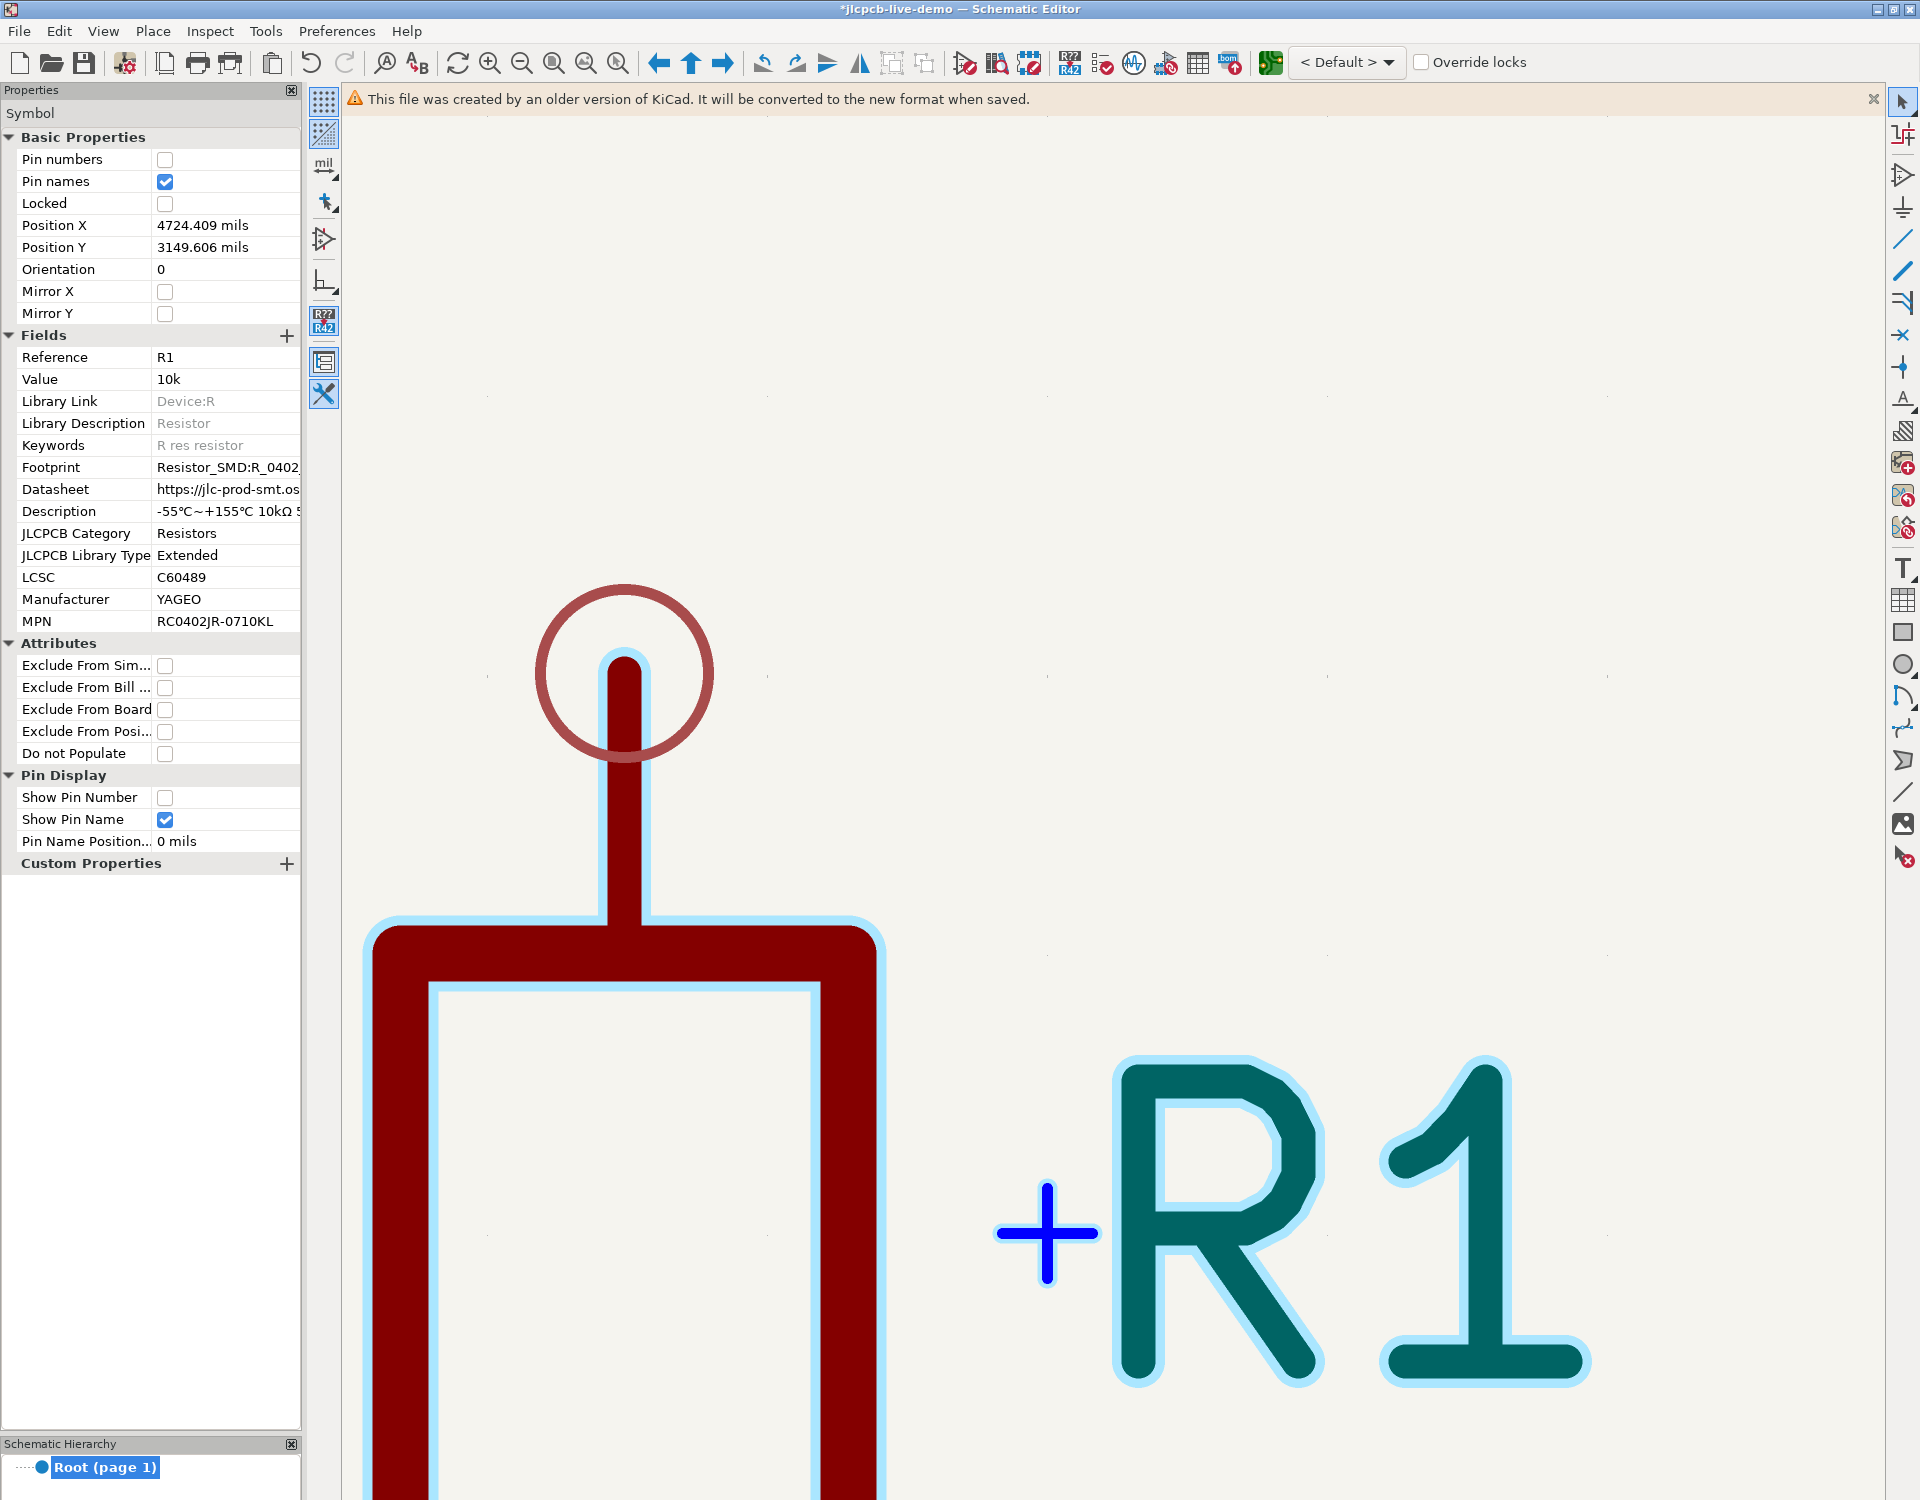 *jlcpcb-live-demo — Schematic Editor
File Edit View Place Inspect Tools Preferences Help
< Default > Override locks
Properties
This file was created by an older version of KiCad. It will be converted to the new format when saved.
Symbol
Basic Properties
Pin numbers
Pin names
Locked
Position X 4724.409 mils
Position Y 3149.606 mils
Orientation 0
Mirror X
Mirror Y
Fields
Reference R1
Value 10k
Library Link Device:R
Library Description Resistor
Keywords R res resistor
Footprint Resistor_SMD:R_0402_
Datasheet https://jlc-prod-smt.os
Description -55℃~+155℃ 10kΩ 5
JLCPCB Category Resistors
JLCPCB Library Type Extended
LCSC C60489
Manufacturer YAGEO
MPN RC0402JR-0710KL
Attributes
Exclude From Sim...
Exclude From Bill ...
Exclude From Board
Exclude From Posi...
Do not Populate
Pin Display
Show Pin Number
Show Pin Name
Pin Name Position... 0 mils
Custom Properties
mil
R??
R42
R??
R42
.bom
R1
Schematic Hierarchy
Root (page 1)